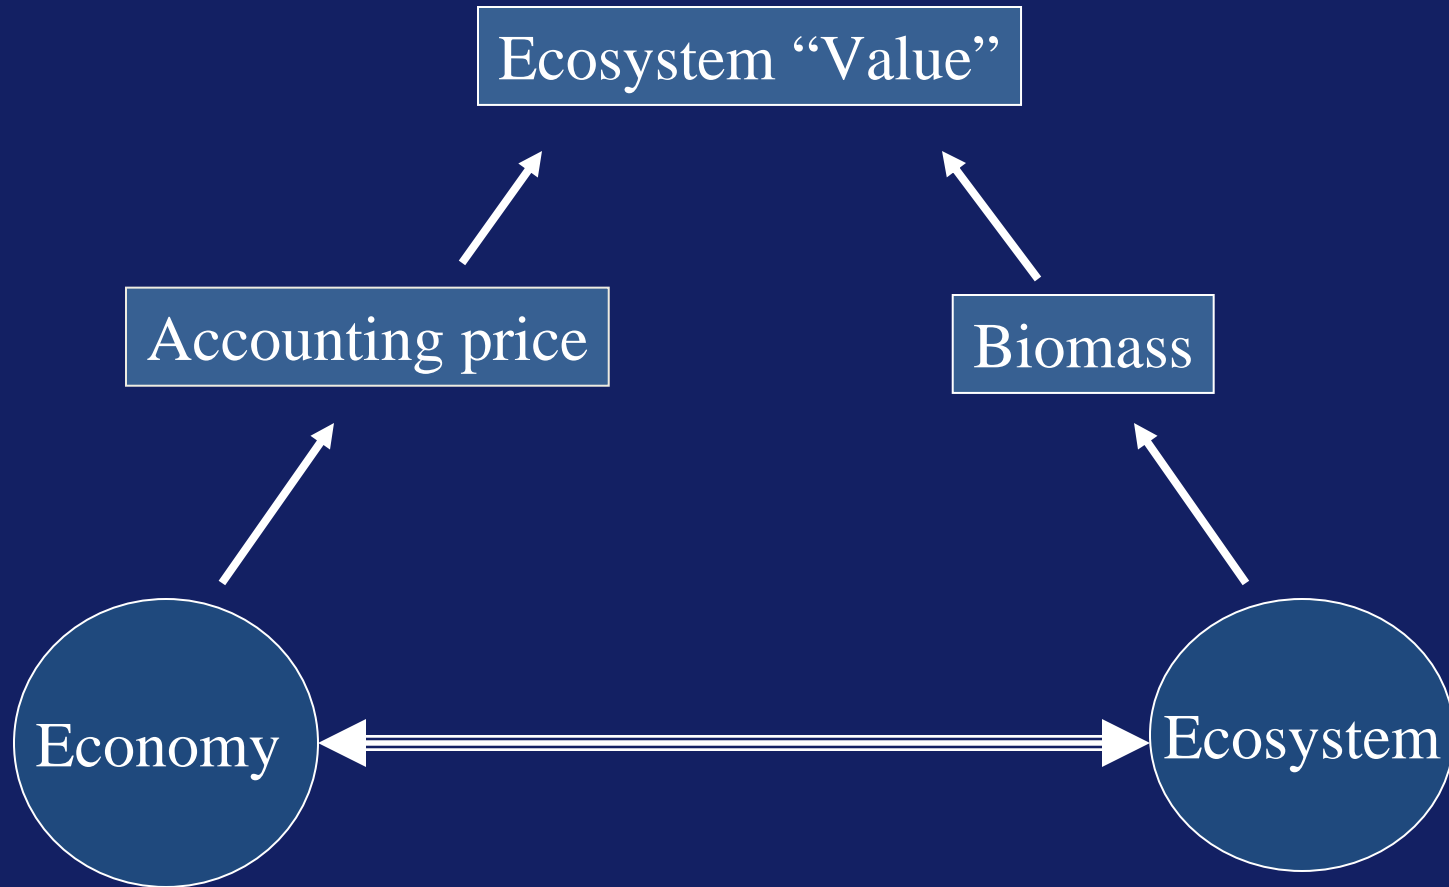 Ecosystem “Value”
Accounting price
Biomass
Economy
Ecosystem